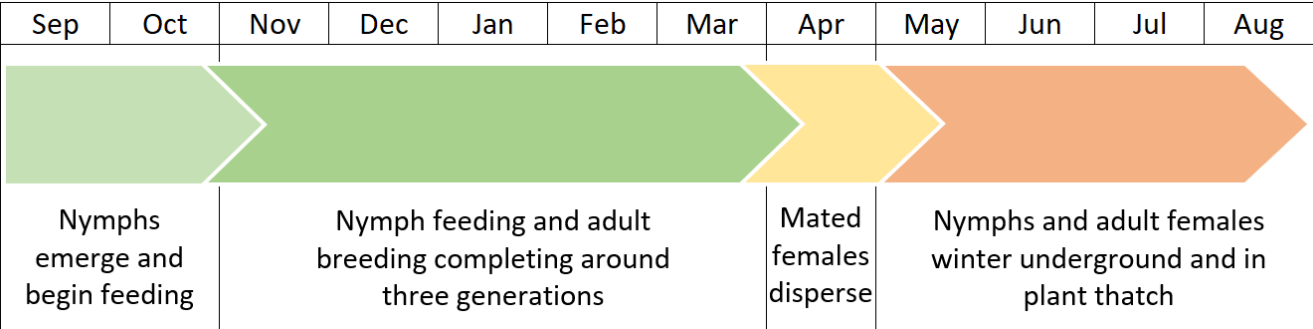 Sep Oct Nov Dec Jan Feb Mar Apr May Jun Jul Aug
Nymphs
emerge and
begin feeding
Nymph feeding and adult
breeding completing around
three generations
Mated
females
disperse
Nymphs and adult females
winter underground and in
plant thatch